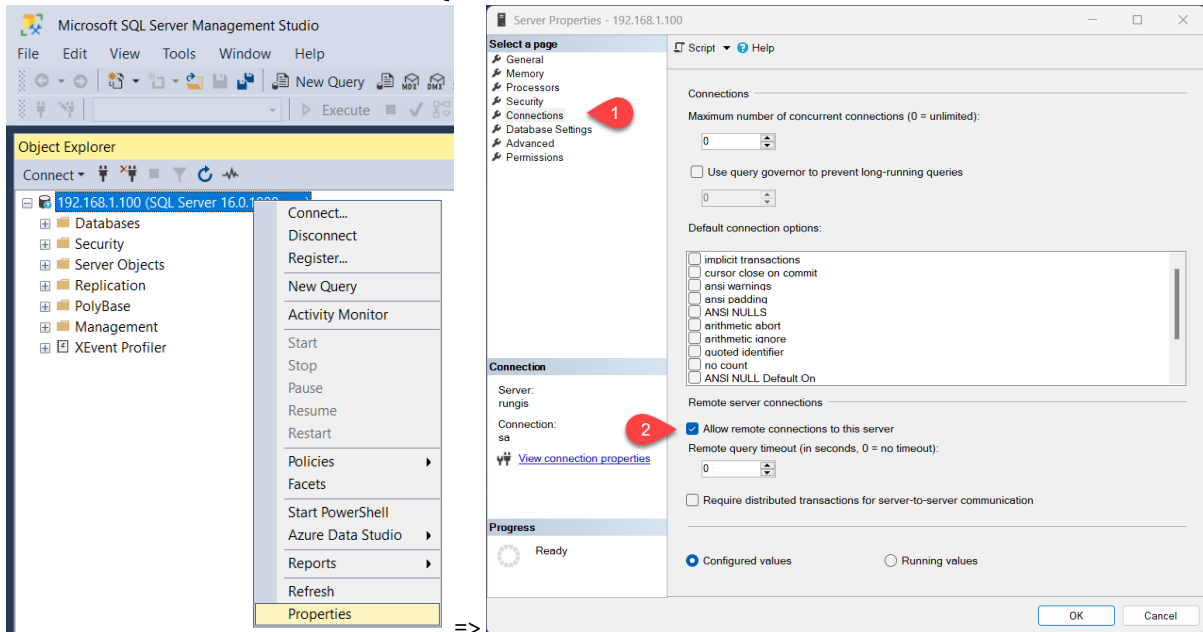 Microsoft SQL Server Management Studio
File Edit View Tools Window Help
New Query MDX DMX
Execute
Object Explorer
Connect
192.168.1.100 (SQL Server 16.0.1000
Databases
Security
Server Objects
Replication
PolyBase
Management
XEvent Profiler
Connect...
Disconnect
Register...
New Query
Activity Monitor
Start
Stop
Pause
Resume
Restart
Policies
Facets
Start PowerShell
Azure Data Studio
Reports
Refresh
Properties
=>
Server Properties - 192.168.1.100
Select a page
General
Memory
Processors
Security
Connections
1
Database Settings
Advanced
Permissions
Connection
Server:
rungis
Connection:
sa
View connection properties
Progress
Ready
Script Help
Connections
Maximum number of concurrent connections (0 = unlimited):
0
Use query governor to prevent long-running queries
0
Default connection options:
implicit transactions
cursor close on commit
ansi warnings
ansi padding
ANSI NULLS
arithmetic abort
arithmetic ignore
quoted identifier
no count
ANSI NULL Default On
Remote server connections
2
Allow remote connections to this server
Remote query timeout (in seconds, 0 = no timeout):
0
Require distributed transactions for server-to-server communication
Configured values Running values
OK Cancel